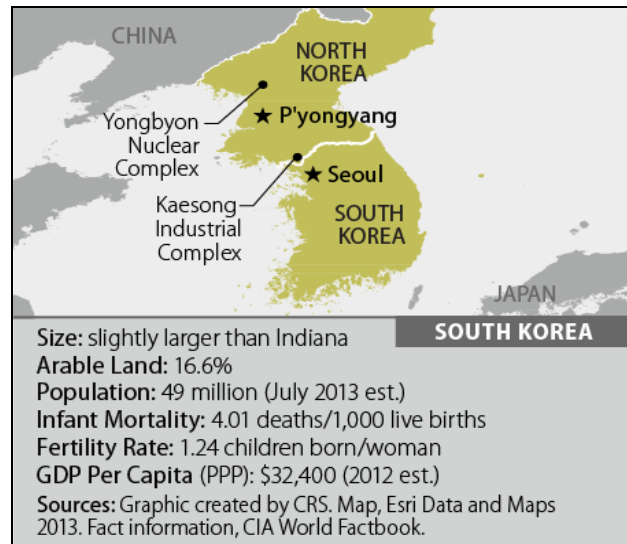 CHINA
NORTH
KOREA
Yongbyon
Nuclear
Complex
P'yongyang
Kaesong
Industrial
Complex
Seoul
SOUTH
KOREA
JAPAN
SOUTH KOREA
Size: slightly larger than Indiana
Arable Land: 16.6%
Population: 49 million (July 2013 est.)
Infant Mortality: 4.01 deaths/1,000 live births
Fertility Rate: 1.24 children born/woman
GDP Per Capita (PPP): $32,400 (2012 est.)
Sources: Graphic created by CRS. Map, Esri Data and Maps
2013. Fact information, CIA World Factbook.